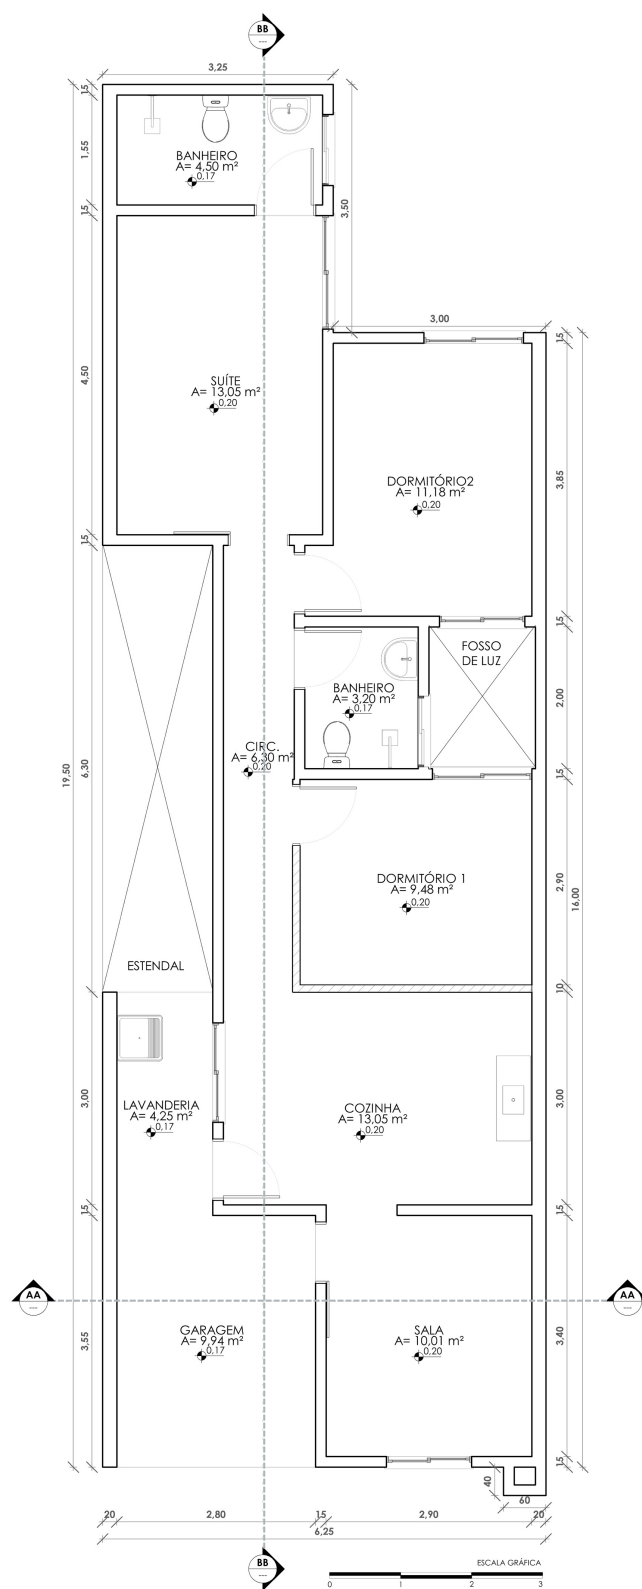 BB
---
3,25
15
BANHEIRO
A= 4,50 m²
0,17
1,55
15
3,50
3,00
15
SUÍTE
A= 13,05 m²
0,20
4,50
DORMITÓRIO2
A= 11,18 m²
0,20
3,85
15
15
FOSSO
DE LUZ
BANHEIRO
A= 3,20 m²
0,17
2,00
CIRC.
A= 6,30 m²
0,20
19,50
6,30
15
DORMITÓRIO 1
A= 9,48 m²
0,20
2,90
16,00
ESTENDAL
10
LAVANDERIA
A= 4,25 m²
0,17
3,00
COZINHA
A= 13,05 m²
0,20
3,00
15
15
AA
---
AA
---
GARAGEM
A= 9,94 m²
0,17
3,55
SALA
A= 10,01 m²
0,20
3,40
15
40
60
20
2,80
15
2,90
20
6,25
BB
---
ESCALA GRÁFICA
0
1
2
3